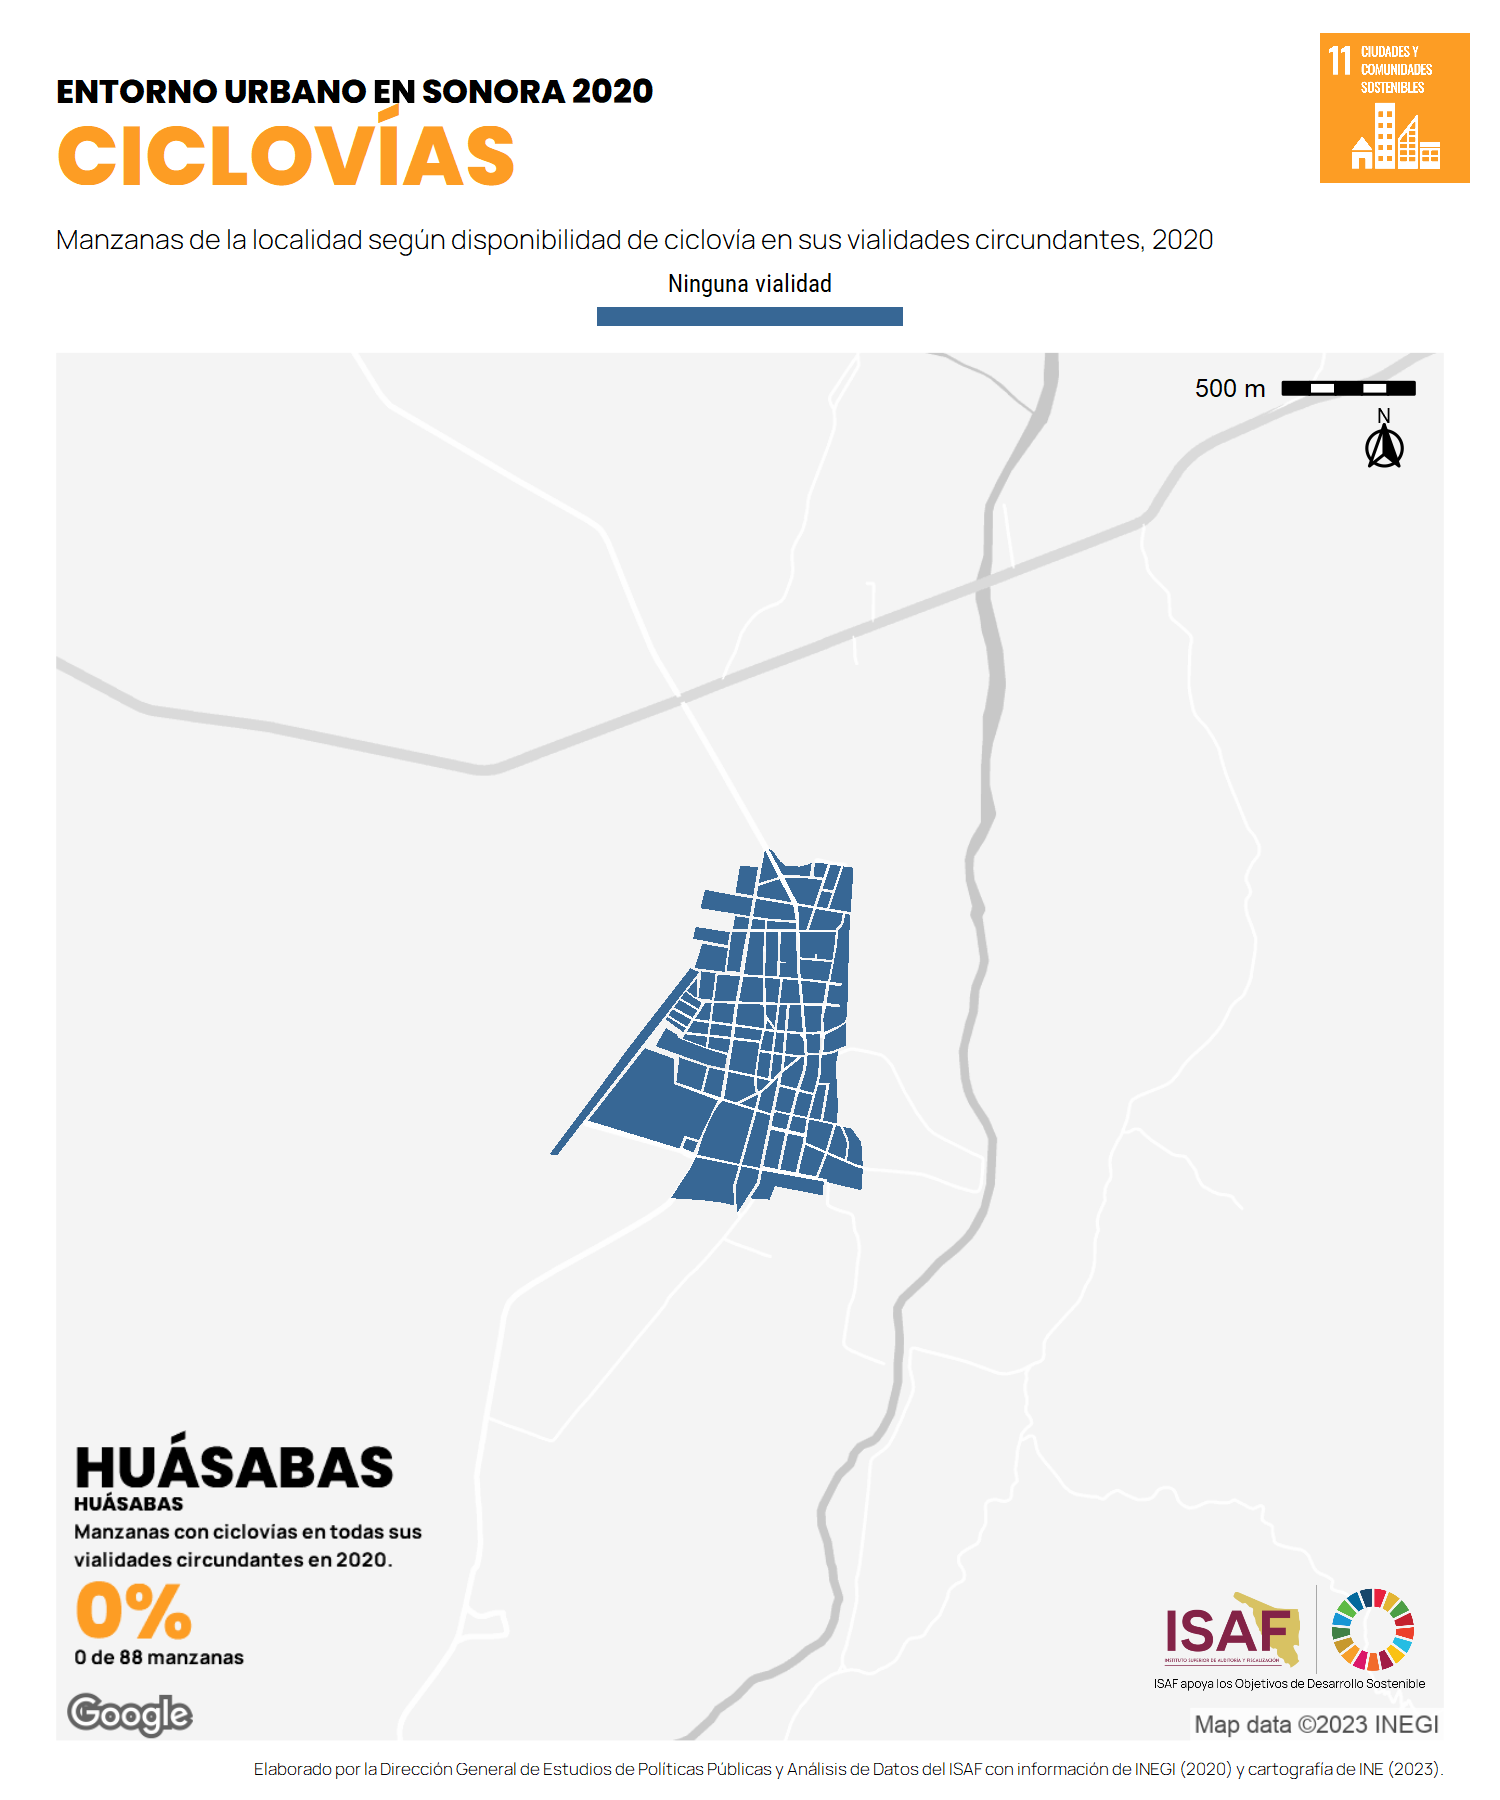 11 CIUDADES Y
COMUNIDADES
SOSTENIBLES
ENTORNO URBANO EN SONORA 2020
CICLOVÍAS
Manzanas de la localidad según disponibilidad de ciclovía en sus vialidades circundantes, 2020
Ninguna vialidad
500 m
N
HUÁSABAS
HUÁSABAS
Manzanas con ciclovias en todas sus
vialidades circundantes en 2020.
0%
0 de 88 manzanas
Google
ISAF
INSTITUTO SUPERIOR DE AUDITORÍA Y FISCALIZACIÓN
ISAF apoya los Objetivos de Desarrollo Sostenible
Map data ©2023 INEGI
Elaborado por la Dirección General de Estudios de Políticas Públicas y Análisis de Datos del ISAF con información de INEGI (2020) y cartografía de INE (2023).